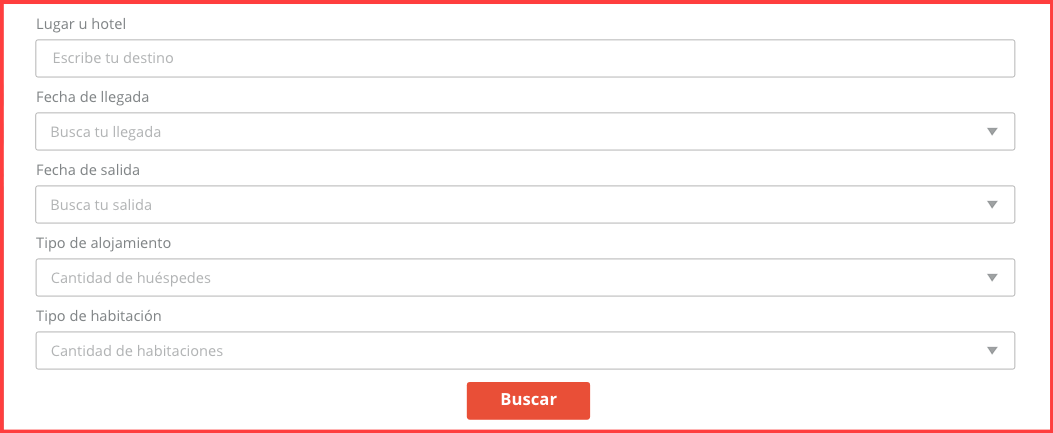 Lugar u hotel
Escribe tu destino
Fecha de llegada
Busca tu llegada
Fecha de salida
Busca tu salida
Tipo de alojamiento
Cantidad de huéspedes
Tipo de habitación
Cantidad de habitaciones
Buscar